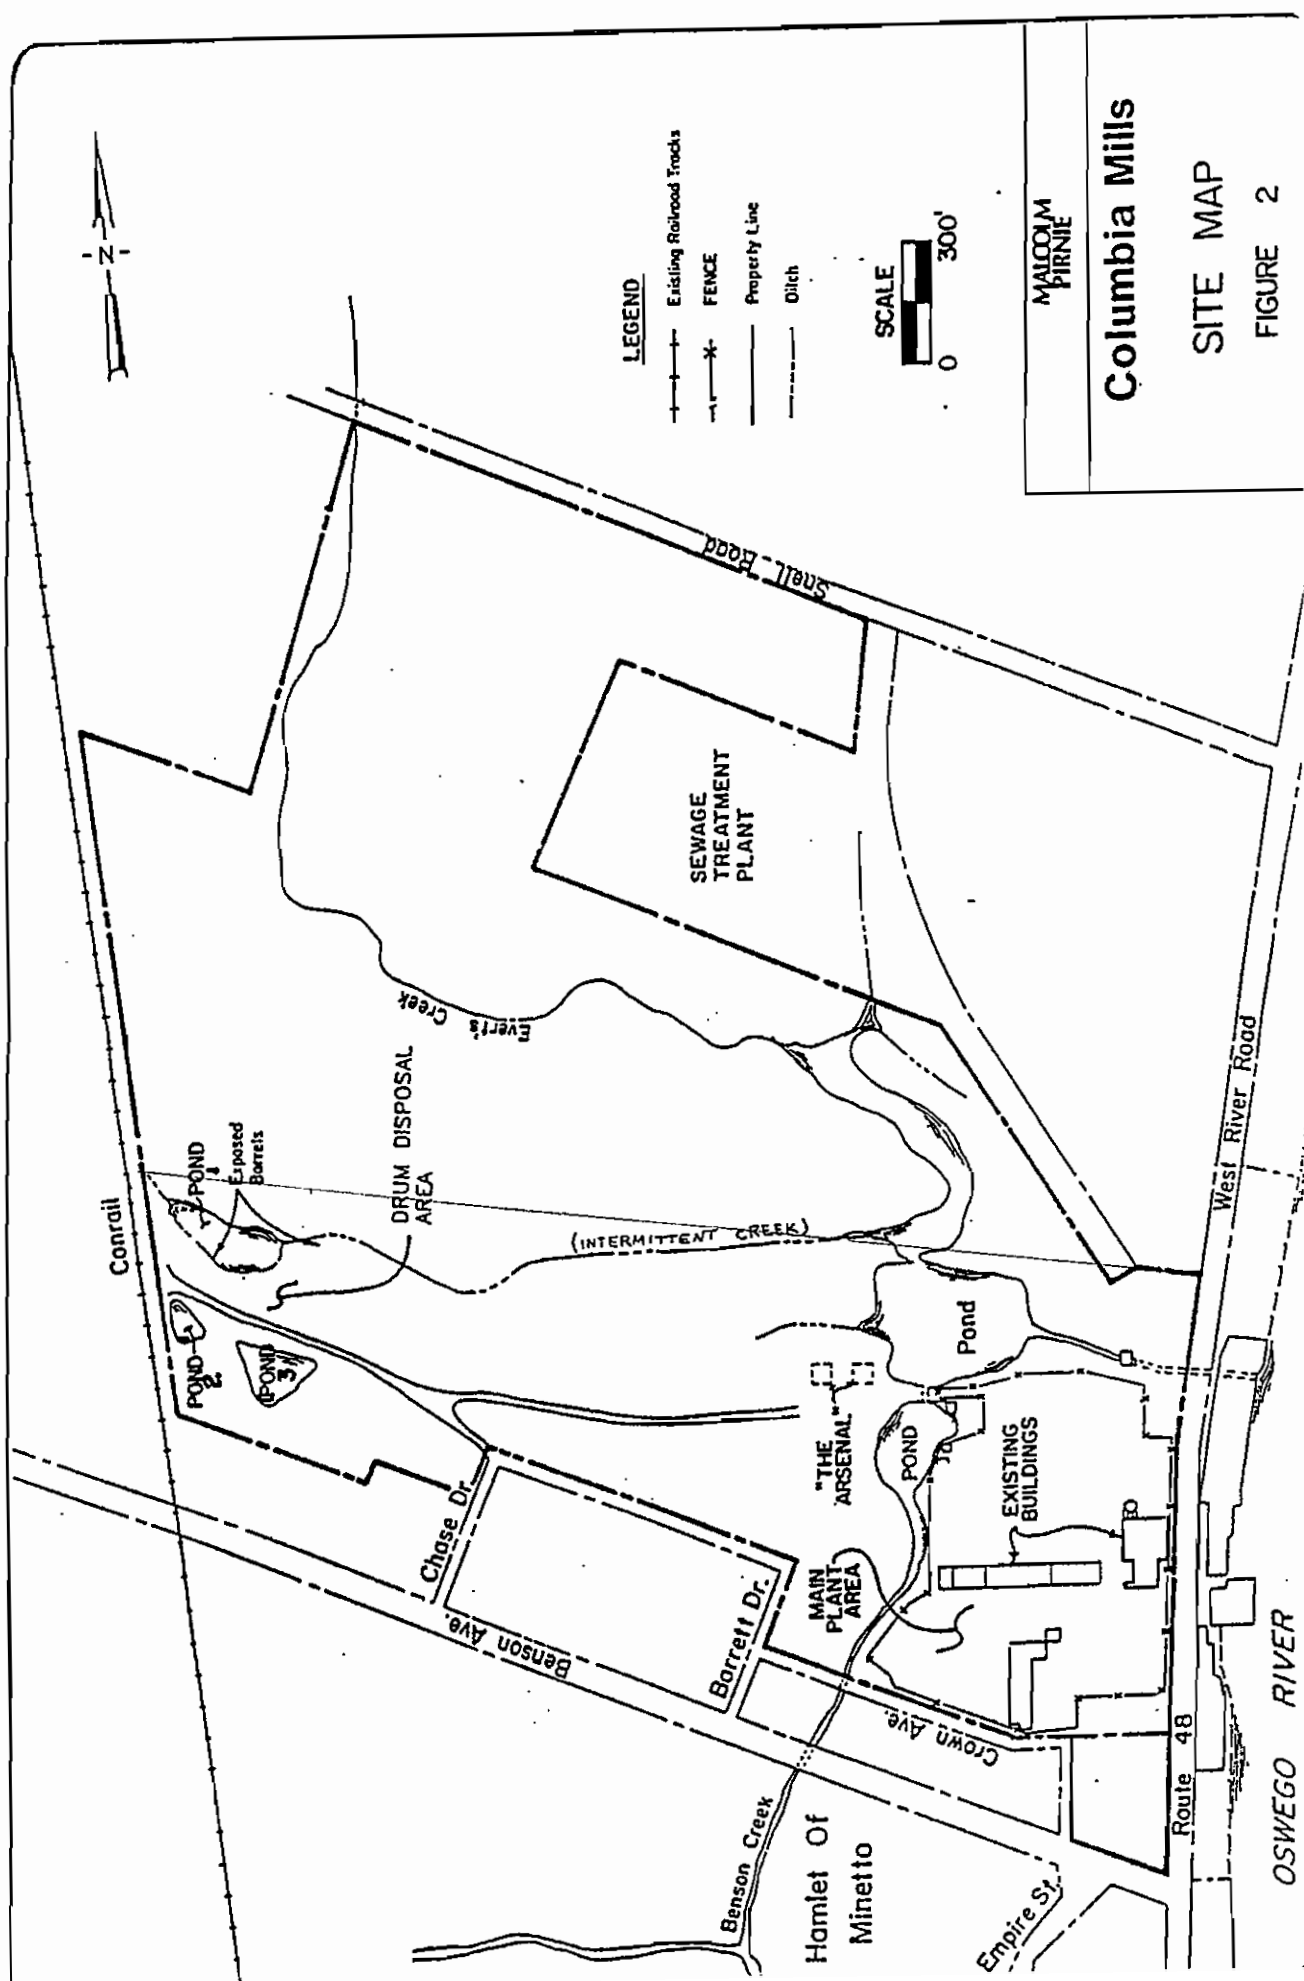 Conrail
POND
1
Exposed
Barrels
POND
2
POND
3
DRUM DISPOSAL
AREA
Evert's
Creek
(INTERMITTENT CREEK)
SEWAGE
TREATMENT
PLANT
Snell Road
West River Road
Pond
"THE
ARSENAL"
POND
EXISTING
BUILDINGS
MAIN
PLANT
AREA
Chase Dr.
Benson Ave.
Barrett Dr.
Crown Ave.
Benson Creek
Hamlet Of
Minetto
Empire St.
Route 48
OSWEGO RIVER
-N-
LEGEND
Existing Railroad Tracks
FENCE
Property Line
Ditch
SCALE
0 300'
MALCOLM
PIRNIE
Columbia Mills
SITE MAP
FIGURE 2